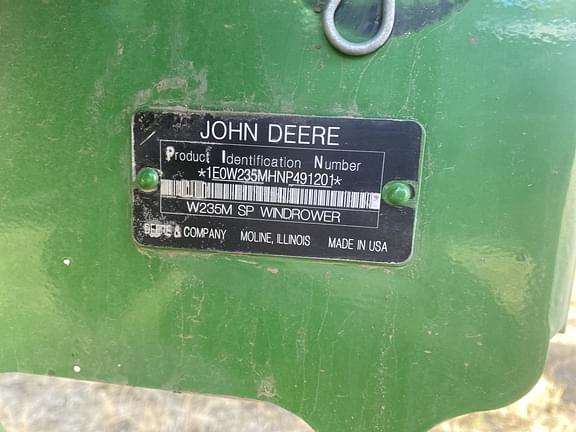 JOHN DEERE
Product Identification Number
*1E0W235MHNP491201*
W235M SP WINDROWER
DEERE & COMPANY MOLINE, ILLINOIS MADE IN USA